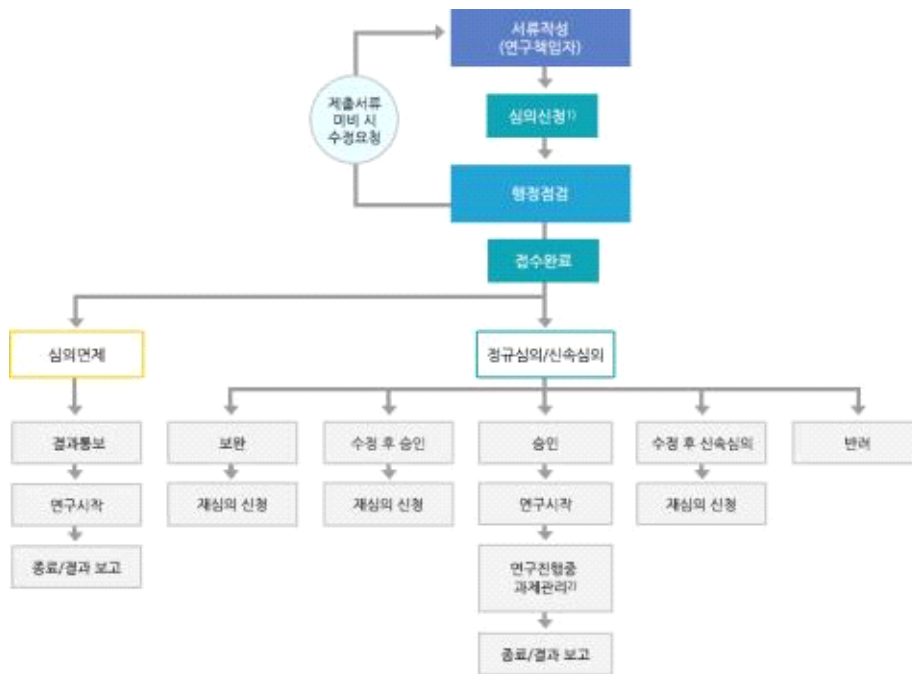 서류작성
(연구책임자)
제출서류
미비 시
수정요청
심의신청1)
행정점검
접수완료
심의면제
정규심의/신속심의
결과통보
보완
수정 후 승인
승인
수정 후 신속심의
반려
연구시작
재심의 신청
재심의 신청
연구시작
재심의 신청
종료/결과 보고
연구진행중
과제관리2)
종료/결과 보고